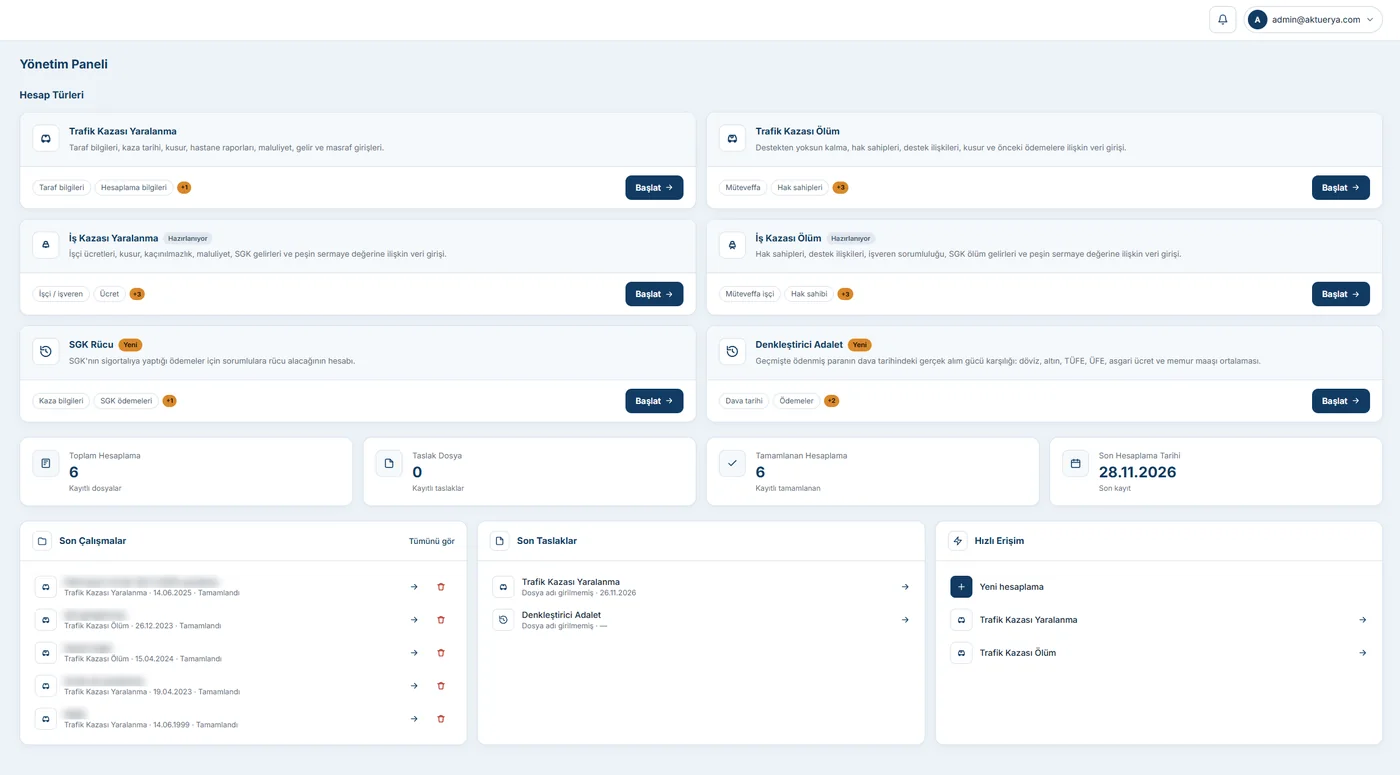 A admin@aktuerya.com
Yönetim Paneli
Hesap Türleri
Trafik Kazası Yaralanma
Taraf bilgileri, kaza tarihi, kusur, hastane raporları, maluliyet, gelir ve masraf girişleri.
Taraf bilgileri Hesaplama bilgileri +1 Başlat →
Trafik Kazası Ölüm
Destekten yoksun kalma, hak sahipleri, destek ilişkileri, kusur ve önceki ödemelere ilişkin veri girişi.
Müteveffa Hak sahipleri +3 Başlat →
İş Kazası Yaralanma Hazırlanıyor
İşçi ücretleri, kusur, kaçınılmazlık, maluliyet, SGK gelirleri ve peşin sermaye değerine ilişkin veri girişi.
İşçi / işveren Ücret +3 Başlat →
İş Kazası Ölüm Hazırlanıyor
Hak sahipleri, destek ilişkileri, işveren sorumluluğu, SGK ölüm gelirleri ve peşin sermaye değerine ilişkin veri girişi.
Müteveffa işçi Hak sahibi +3 Başlat →
SGK Rücu Yeni
SGK'nın sigortalıya yaptığı ödemeler için sorumlulara rücu alacağının hesabı.
Kaza bilgileri SGK ödemeleri +1 Başlat →
Denkleştirici Adalet Yeni
Geçmişte ödenmiş paranın dava tarihindeki gerçek alım gücü karşılığı: döviz, altın, TÜFE, ÜFE, asgari ücret ve memur maaşı ortalaması.
Dava tarihi Ödemeler +2 Başlat →
Toplam Hesaplama
6
Kayıtlı dosyalar
Taslak Dosya
0
Kayıtlı taslaklar
Tamamlanan Hesaplama
6
Kayıtlı tamamlanan
Son Hesaplama Tarihi
28.11.2026
Son kayıt
Son Çalışmalar Tümünü gör
Trafik Kazası Yaralanma · 14.06.2025 · Tamamlandı
Trafik Kazası Ölüm · 26.12.2023 · Tamamlandı
Trafik Kazası Ölüm · 15.04.2024 · Tamamlandı
Trafik Kazası Yaralanma · 19.04.2023 · Tamamlandı
Trafik Kazası Yaralanma · 14.06.1999 · Tamamlandı
Son Taslaklar
Trafik Kazası Yaralanma
Dosya adı girilmemiş · 26.11.2026
Denkleştirici Adalet
Dosya adı girilmemiş · —
Hızlı Erişim
Yeni hesaplama
Trafik Kazası Yaralanma
Trafik Kazası Ölüm